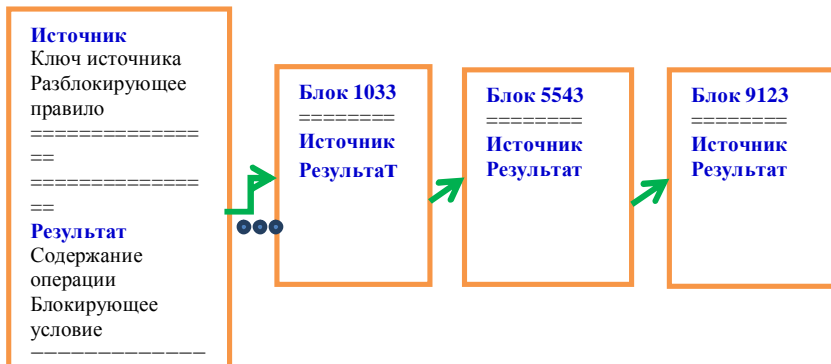 Источник
Ключ источника
Разблокирующее
правило
==============
==
==============
==
Результат
Содержание
операции
Блокирующее
условие
–––––––––––––
Блок 1033
========
Источник
Результат
Блок 5543
========
Источник
Результат
Блок 9123
========
Источник
Результат